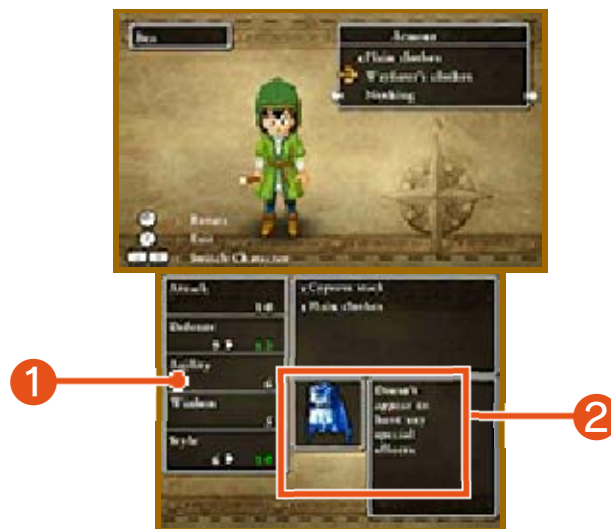 Armour
Plain clothes
Wayfarer's clothes
Nothing
Return
Exit
Switch Character
Attack
Cypress stick
Plain clothes
Defence
Agility
1
Wisdom
Style
Doesn't
appear to
have any
special
effects.
2